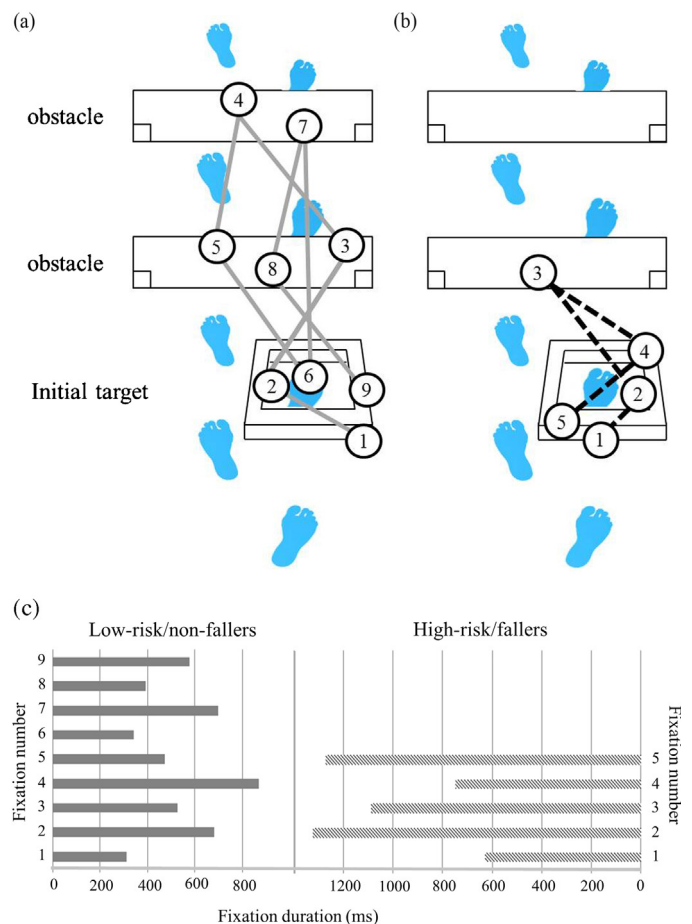 (a)
(b)
4
7
obstacle
5
3
8
3
obstacle
2
6
9
1
4
2
5
1
Initial target
(c)
Low-risk/non-fallers
High-risk/fallers
Fixation number
9
8
7
6
5
4
3
2
1
0 200 400 600 800
5
4
3
2
1
Fixation number
1200 1000 800 600 400 200 0
Fixation duration (ms)